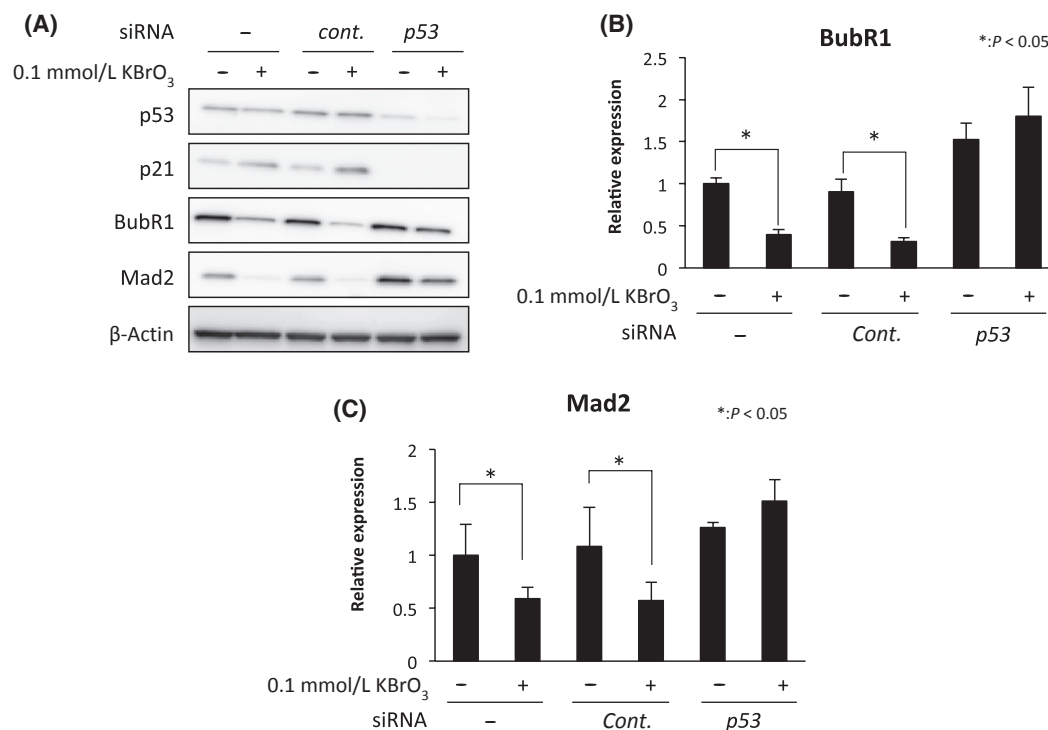 (A)
siRNA – cont. p53
0.1 mmol/L KBrO3 – + – + – +
p53
p21
BubR1
Mad2
β-Actin
(B)
BubR1
*:P < 0.05
Relative expression
2.5
2
1.5
1
0.5
0
* *
0.1 mmol/L KBrO3 – + – + – +
siRNA – Cont. p53
(C)
Mad2
*:P < 0.05
Relative expression
2
1.5
1
0.5
0
* *
0.1 mmol/L KBrO3 – + – + – +
siRNA – Cont. p53